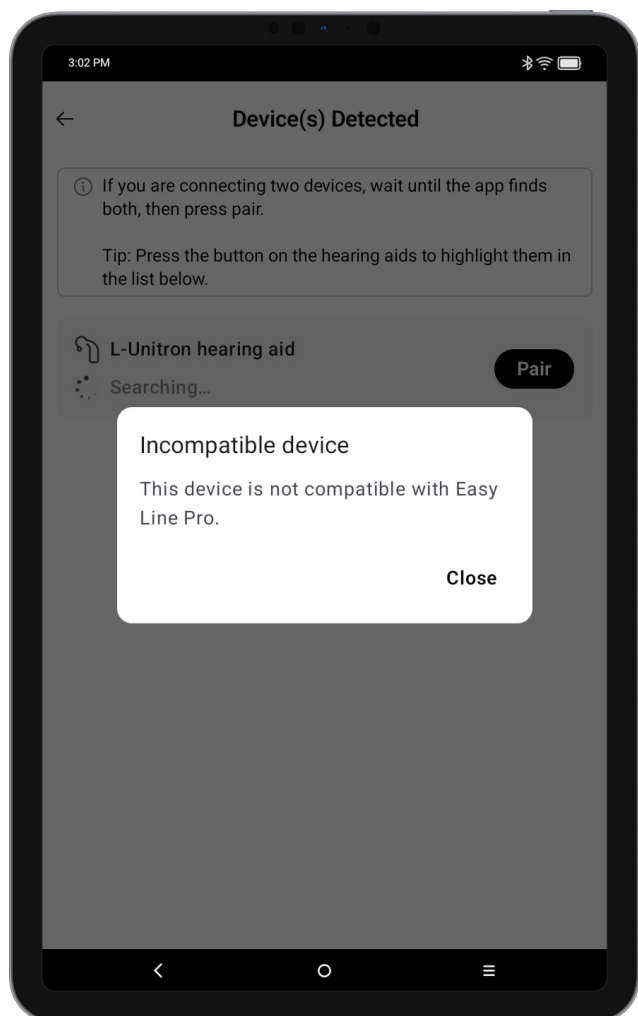 3:02 PM
Device(s) Detected
If you are connecting two devices, wait until the app finds
both, then press pair.
Tip: Press the button on the hearing aids to highlight them in
the list below.
L-Unitron hearing aid
Pair
Searching...
Incompatible device
This device is not compatible with Easy
Line Pro.
Close